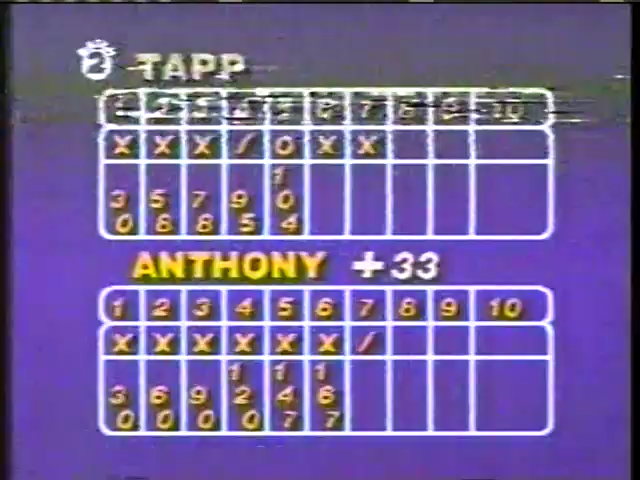 2 TAPP
1 2 3 4 5 6 7 8 9 10
X X X / 0 X X
30 58 78 95 104
ANTHONY +33
1 2 3 4 5 6 7 8 9 10
X X X X X X /
30 60 90 120 147 167